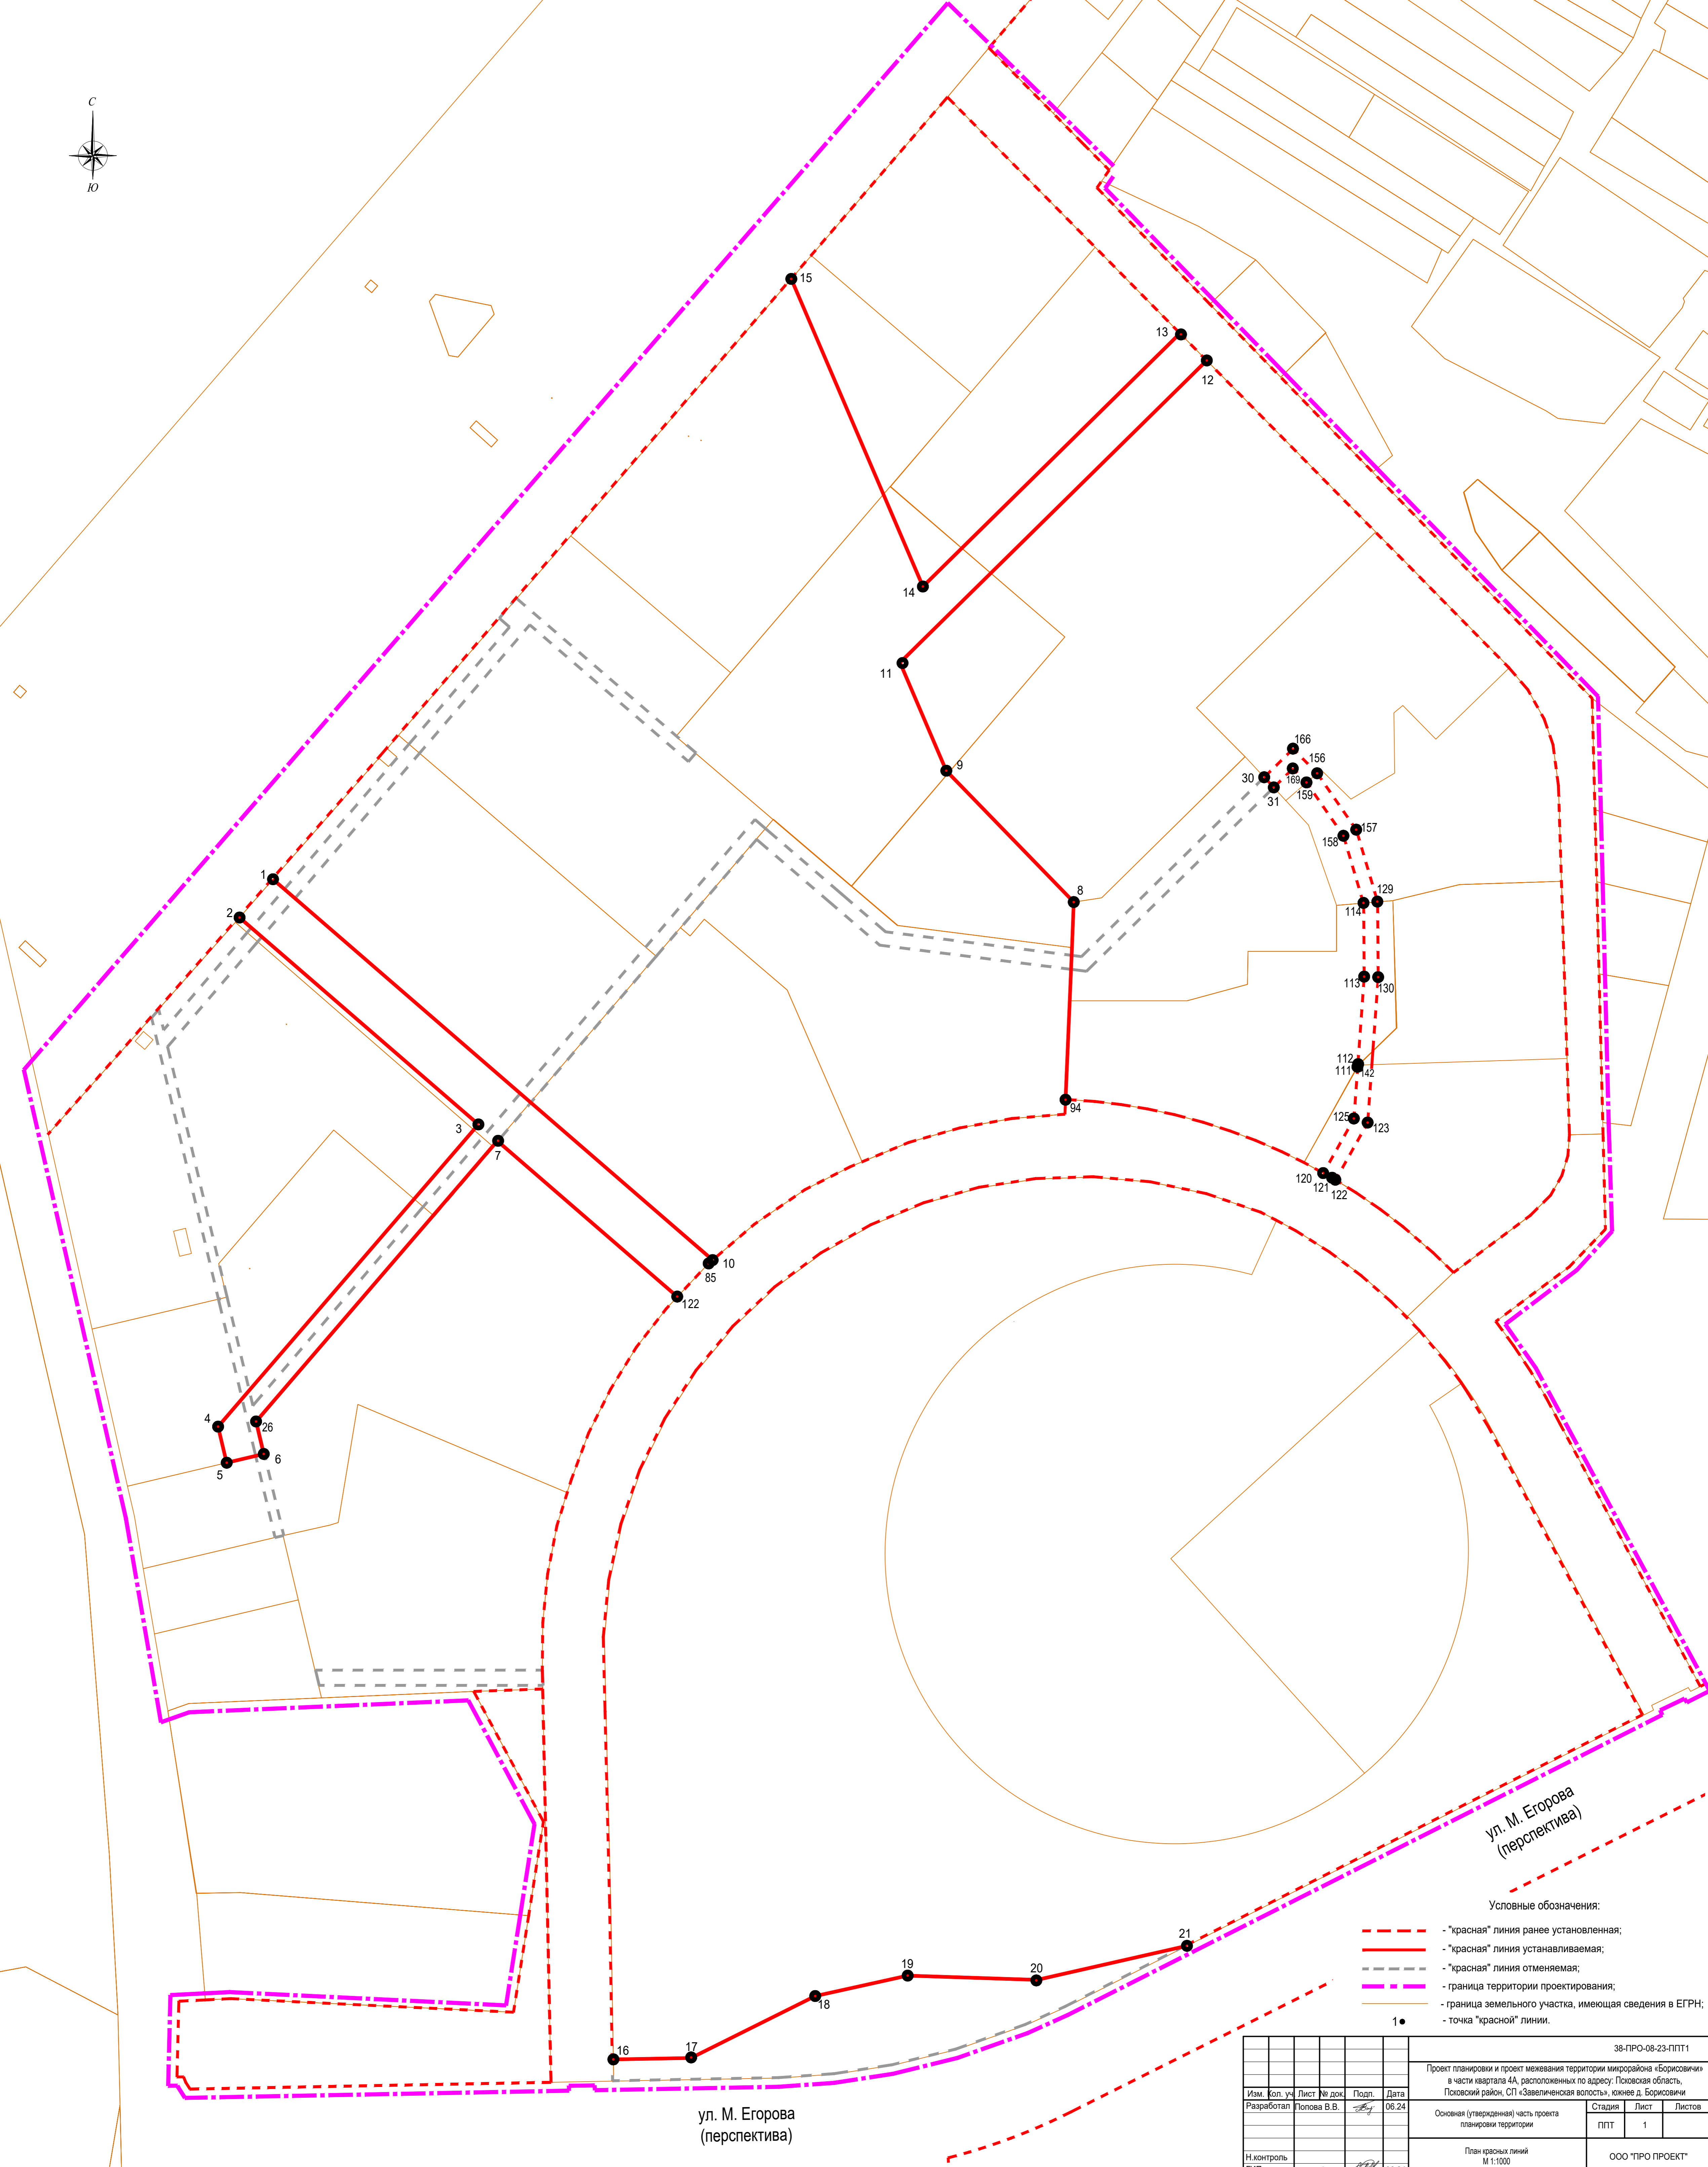 С
Ю
15
13
12
14
11
166
156
9
30
169
31
159
157
158
1
8
129
2
114
113
130
112
111
142
94
125
123
3
7
120
121
122
10
85
122
4
26
6
5
ул. М. Егорова
(перспектива)
21
19
20
18
17
16
ул. М. Егорова
(перспектива)
Условные обозначения:
- "красная" линия ранее установленная;
- "красная" линия устанавливаемая;
- "красная" линия отменяемая;
- граница территории проектирования;
- граница земельного участка, имеющая сведения в ЕГРН;
1 - точка "красной" линии.
38-ПРО-08-23-ППТ1
Проект планировки и проект межевания территории микрорайона «Борисовичи»
в части квартала 4А, расположенных по адресу: Псковская область,
Псковский район, СП «Завеличенская волость», южнее д. Борисовичи
Изм. Кол. уч Лист № док. Подп. Дата
Разработал Попова В.В. 06.24
Основная (утвержденная) часть проекта
планировки территории
Стадия Лист Листов
ППТ 1
Н.контроль
План красных линий
М 1:1000
ООО "ПРО ПРОЕКТ"